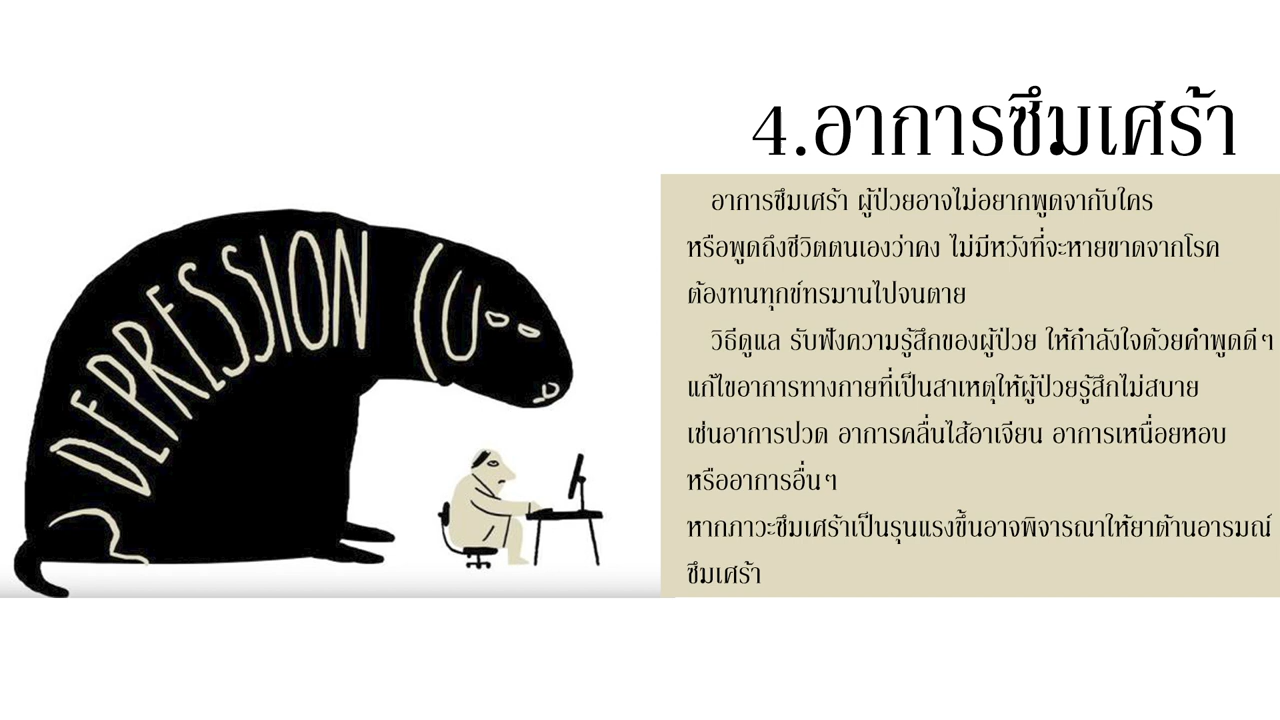 DEPRESSION
4.อาการซึมเศร้า
อาการซึมเศร้า ผู้ป่วยอาจไม่อยากพูดจากับใคร
หรือพูดถึงชีวิตตนเองว่าคง ไม่มีหวังที่จะหายขาดจากโรค
ต้องทนทุกข์ทรมานไปจนตาย
วิธีดูแล รับฟังความรู้สึกของผู้ป่วย ให้กำลังใจด้วยคำพูดดีๆ
แก้ไขอาการทางกายที่เป็นสาเหตุให้ผู้ป่วยรู้สึกไม่สบาย
เช่นอาการปวด อาการคลื่นไส้อาเจียน อาการเหนื่อยหอบ
หรืออาการอื่นๆ
หากภาวะซึมเศร้าเป็นรุนแรงขึ้นอาจพิจารณาให้ยาต้านอารมณ์
ซึมเศร้า